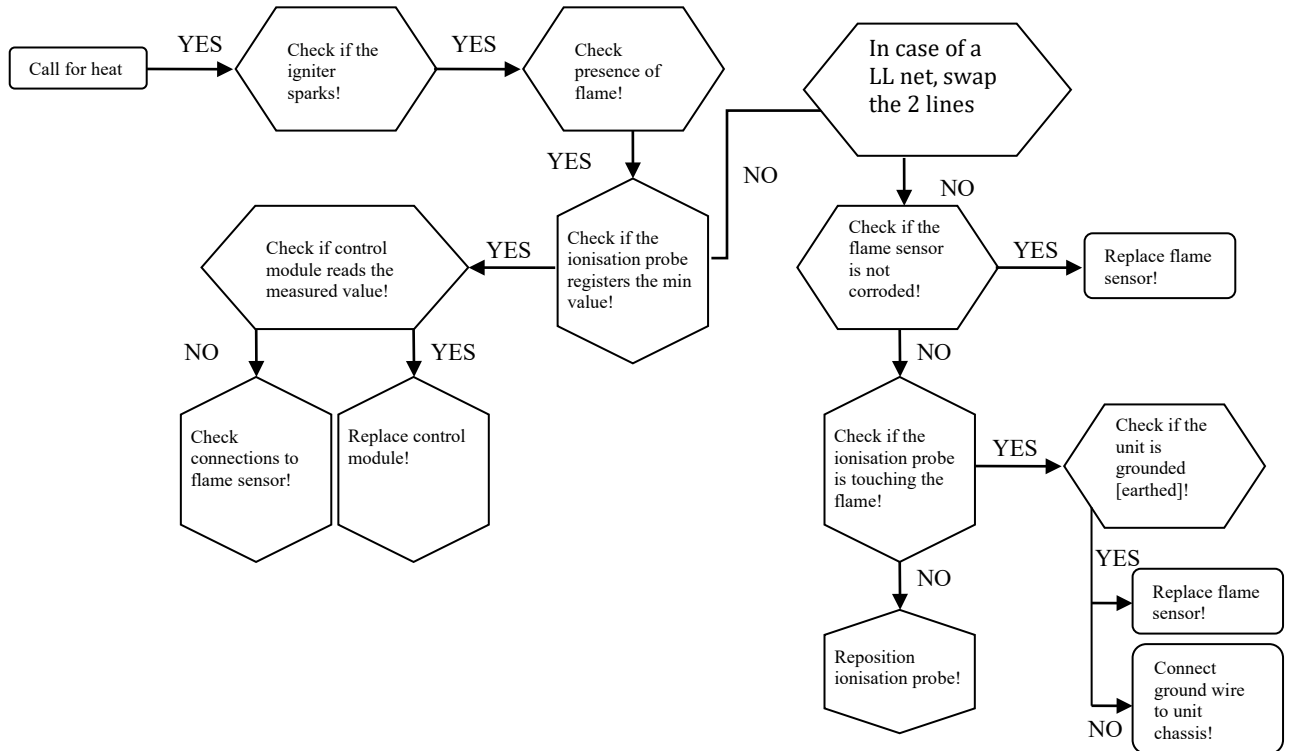 Call for heat
YES
Check if the
igniter
sparks!
YES
Check
presence of
flame!
YES
In case of a
LL net, swap
the 2 lines
NO
NO
Check if the
ionisation probe
registers the min
value!
YES
Check if control
module reads the
measured value!
NO
YES
Check
connections to
flame sensor!
Replace control
module!
Check if the
flame sensor
is not
corroded!
YES
Replace flame
sensor!
NO
Check if the
ionisation probe
is touching the
flame!
YES
Check if the
unit is
grounded
[earthed]!
NO
Reposition
ionisation probe!
YES
Replace flame
sensor!
NO
Connect
ground wire
to unit
chassis!